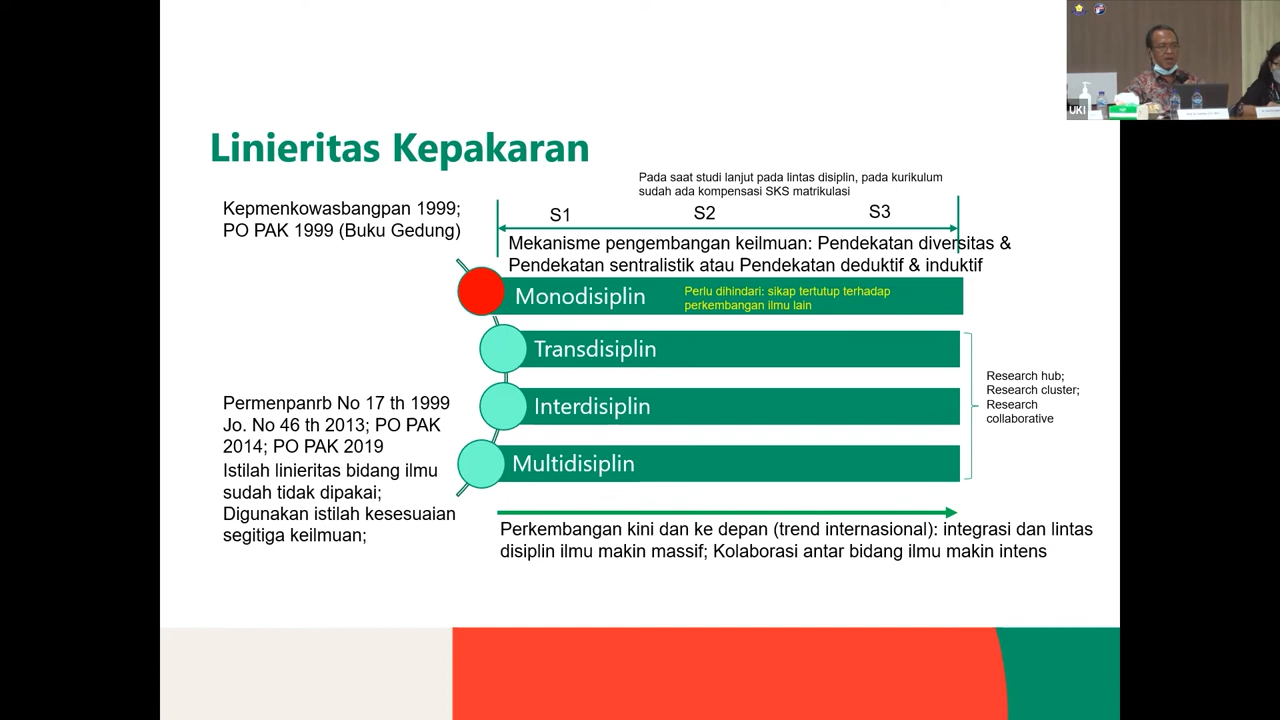 Linieritas Kepakaran
Pada saat studi lanjut pada lintas disiplin, pada kurikulum
sudah ada kompensasi SKS matrikulasi
Kepmenkowasbangpan 1999;
PO PAK 1999 (Buku Gedung)
S1 S2 S3
Mekanisme pengembangan keilmuan: Pendekatan diversitas &
Pendekatan sentralistik atau Pendekatan deduktif & induktif
Monodisiplin
Perlu dihindari: sikap tertutup terhadap
perkembangan ilmu lain
Transdisiplin
Interdisiplin
Multidisiplin
Research hub;
Research cluster;
Research
collaborative
Permenpanrb No 17 th 1999
Jo. No 46 th 2013; PO PAK
2014; PO PAK 2019
Istilah linieritas bidang ilmu
sudah tidak dipakai;
Digunakan istilah kesesuaian
segitiga keilmuan;
Perkembangan kini dan ke depan (trend internasional): integrasi dan lintas
disiplin ilmu makin massif; Kolaborasi antar bidang ilmu makin intens
UKI